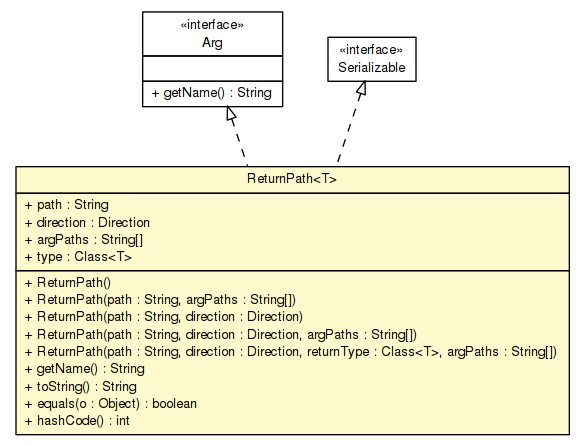 «interface»
Arg
+ getName() : String
«interface»
Serializable
ReturnPath<T>
+ path : String
+ direction : Direction
+ argPaths : String[]
+ type : Class<T>
+ ReturnPath()
+ ReturnPath(path : String, argPaths : String[])
+ ReturnPath(path : String, direction : Direction)
+ ReturnPath(path : String, direction : Direction, argPaths : String[])
+ ReturnPath(path : String, direction : Direction, returnType : Class<T>, argPaths : String[])
+ getName() : String
+ toString() : String
+ equals(o : Object) : boolean
+ hashCode() : int